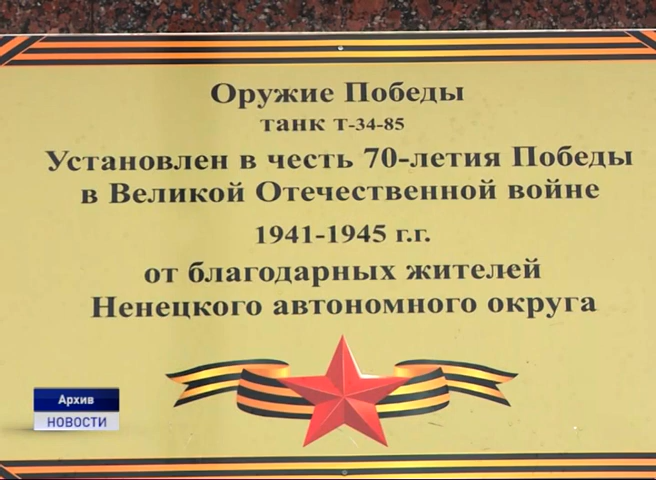 Оружие Победы
танк т-34-85
Установлен в честь 70-летия Победы
в Великой Отечественной войне
1941-1945 г.г.
от благодарных жителей
Ненецкого автономного округа
Архив
НОВОСТИ